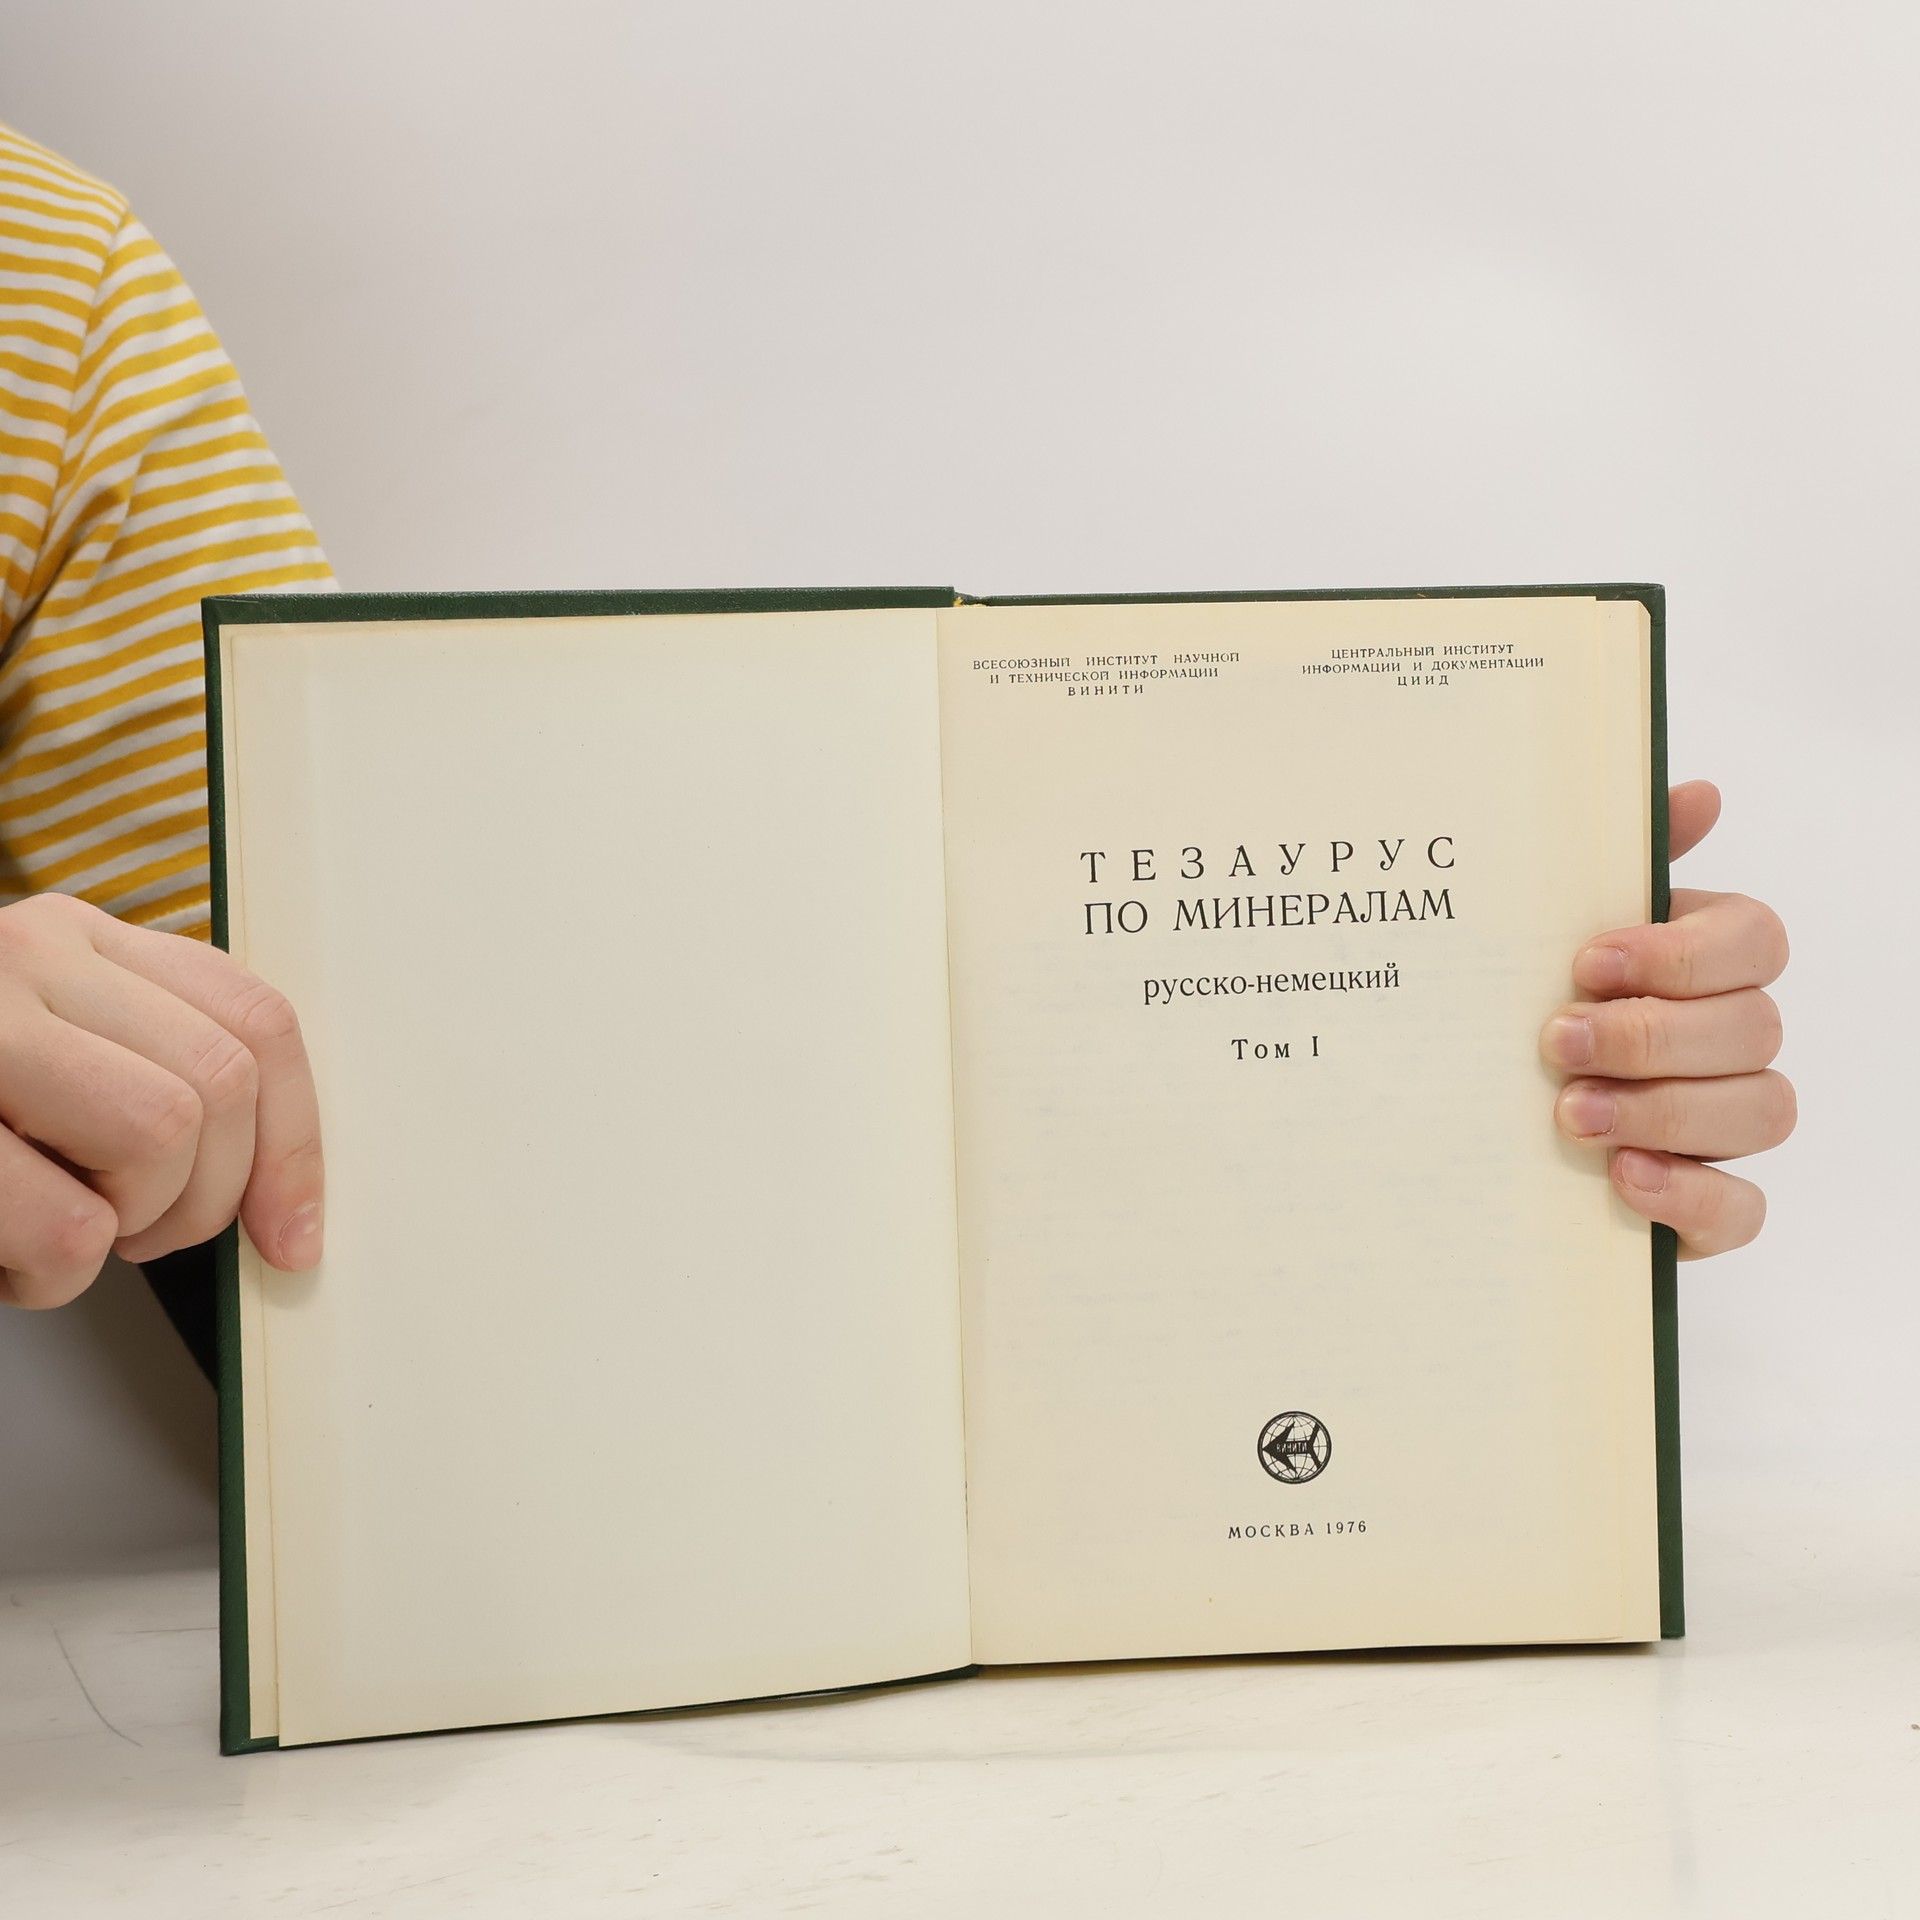 ВСЕСОЮЗНЫЙ ИНСТИТУТ НАУЧНОЙ
И ТЕХНИЧЕСКОЙ ИНФОРМАЦИИ
ВИНИТИ
ЦЕНТРАЛЬНЫЙ ИНСТИТУТ
ИНФОРМАЦИИ И ДОКУМЕНТАЦИИ
ЦИИД
ТЕЗАУРУС
ПО МИНЕРАЛАМ
русско-немецкий
Том I
ВИНИТИ
МОСКВА 1976